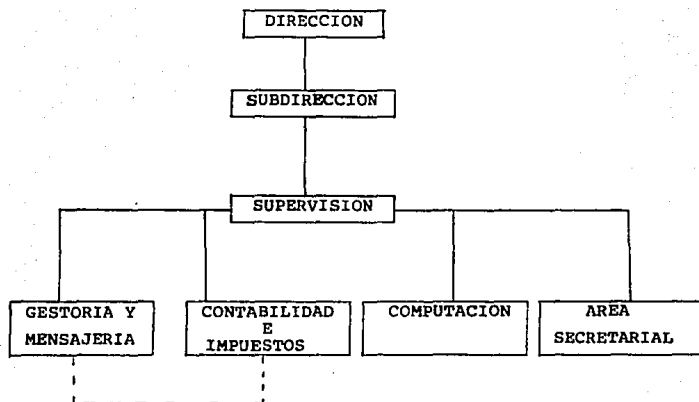 DIRECCION
SUBDIRECCION
SUPERVISION
GESTORIA Y
MENSAJERIA
CONTABILIDAD
E
IMPUESTOS
COMPUTACION
AREA
SECRETARIAL